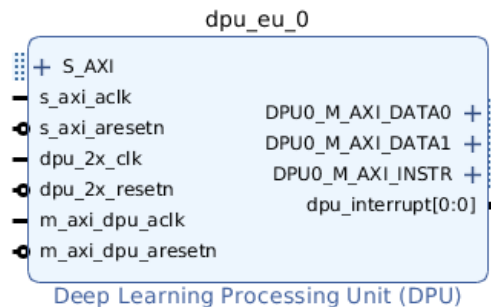 dpu_eu_0
S_AXI
s_axi_aclk
s_axi_aresetn
dpu_2x_clk
dpu_2x_resetn
m_axi_dpu_aclk
m_axi_dpu_aresetn
DPU0_M_AXI_DATA0
DPU0_M_AXI_DATA1
DPU0_M_AXI_INSTR
dpu_interrupt[0:0]
Deep Learning Processing Unit (DPU)